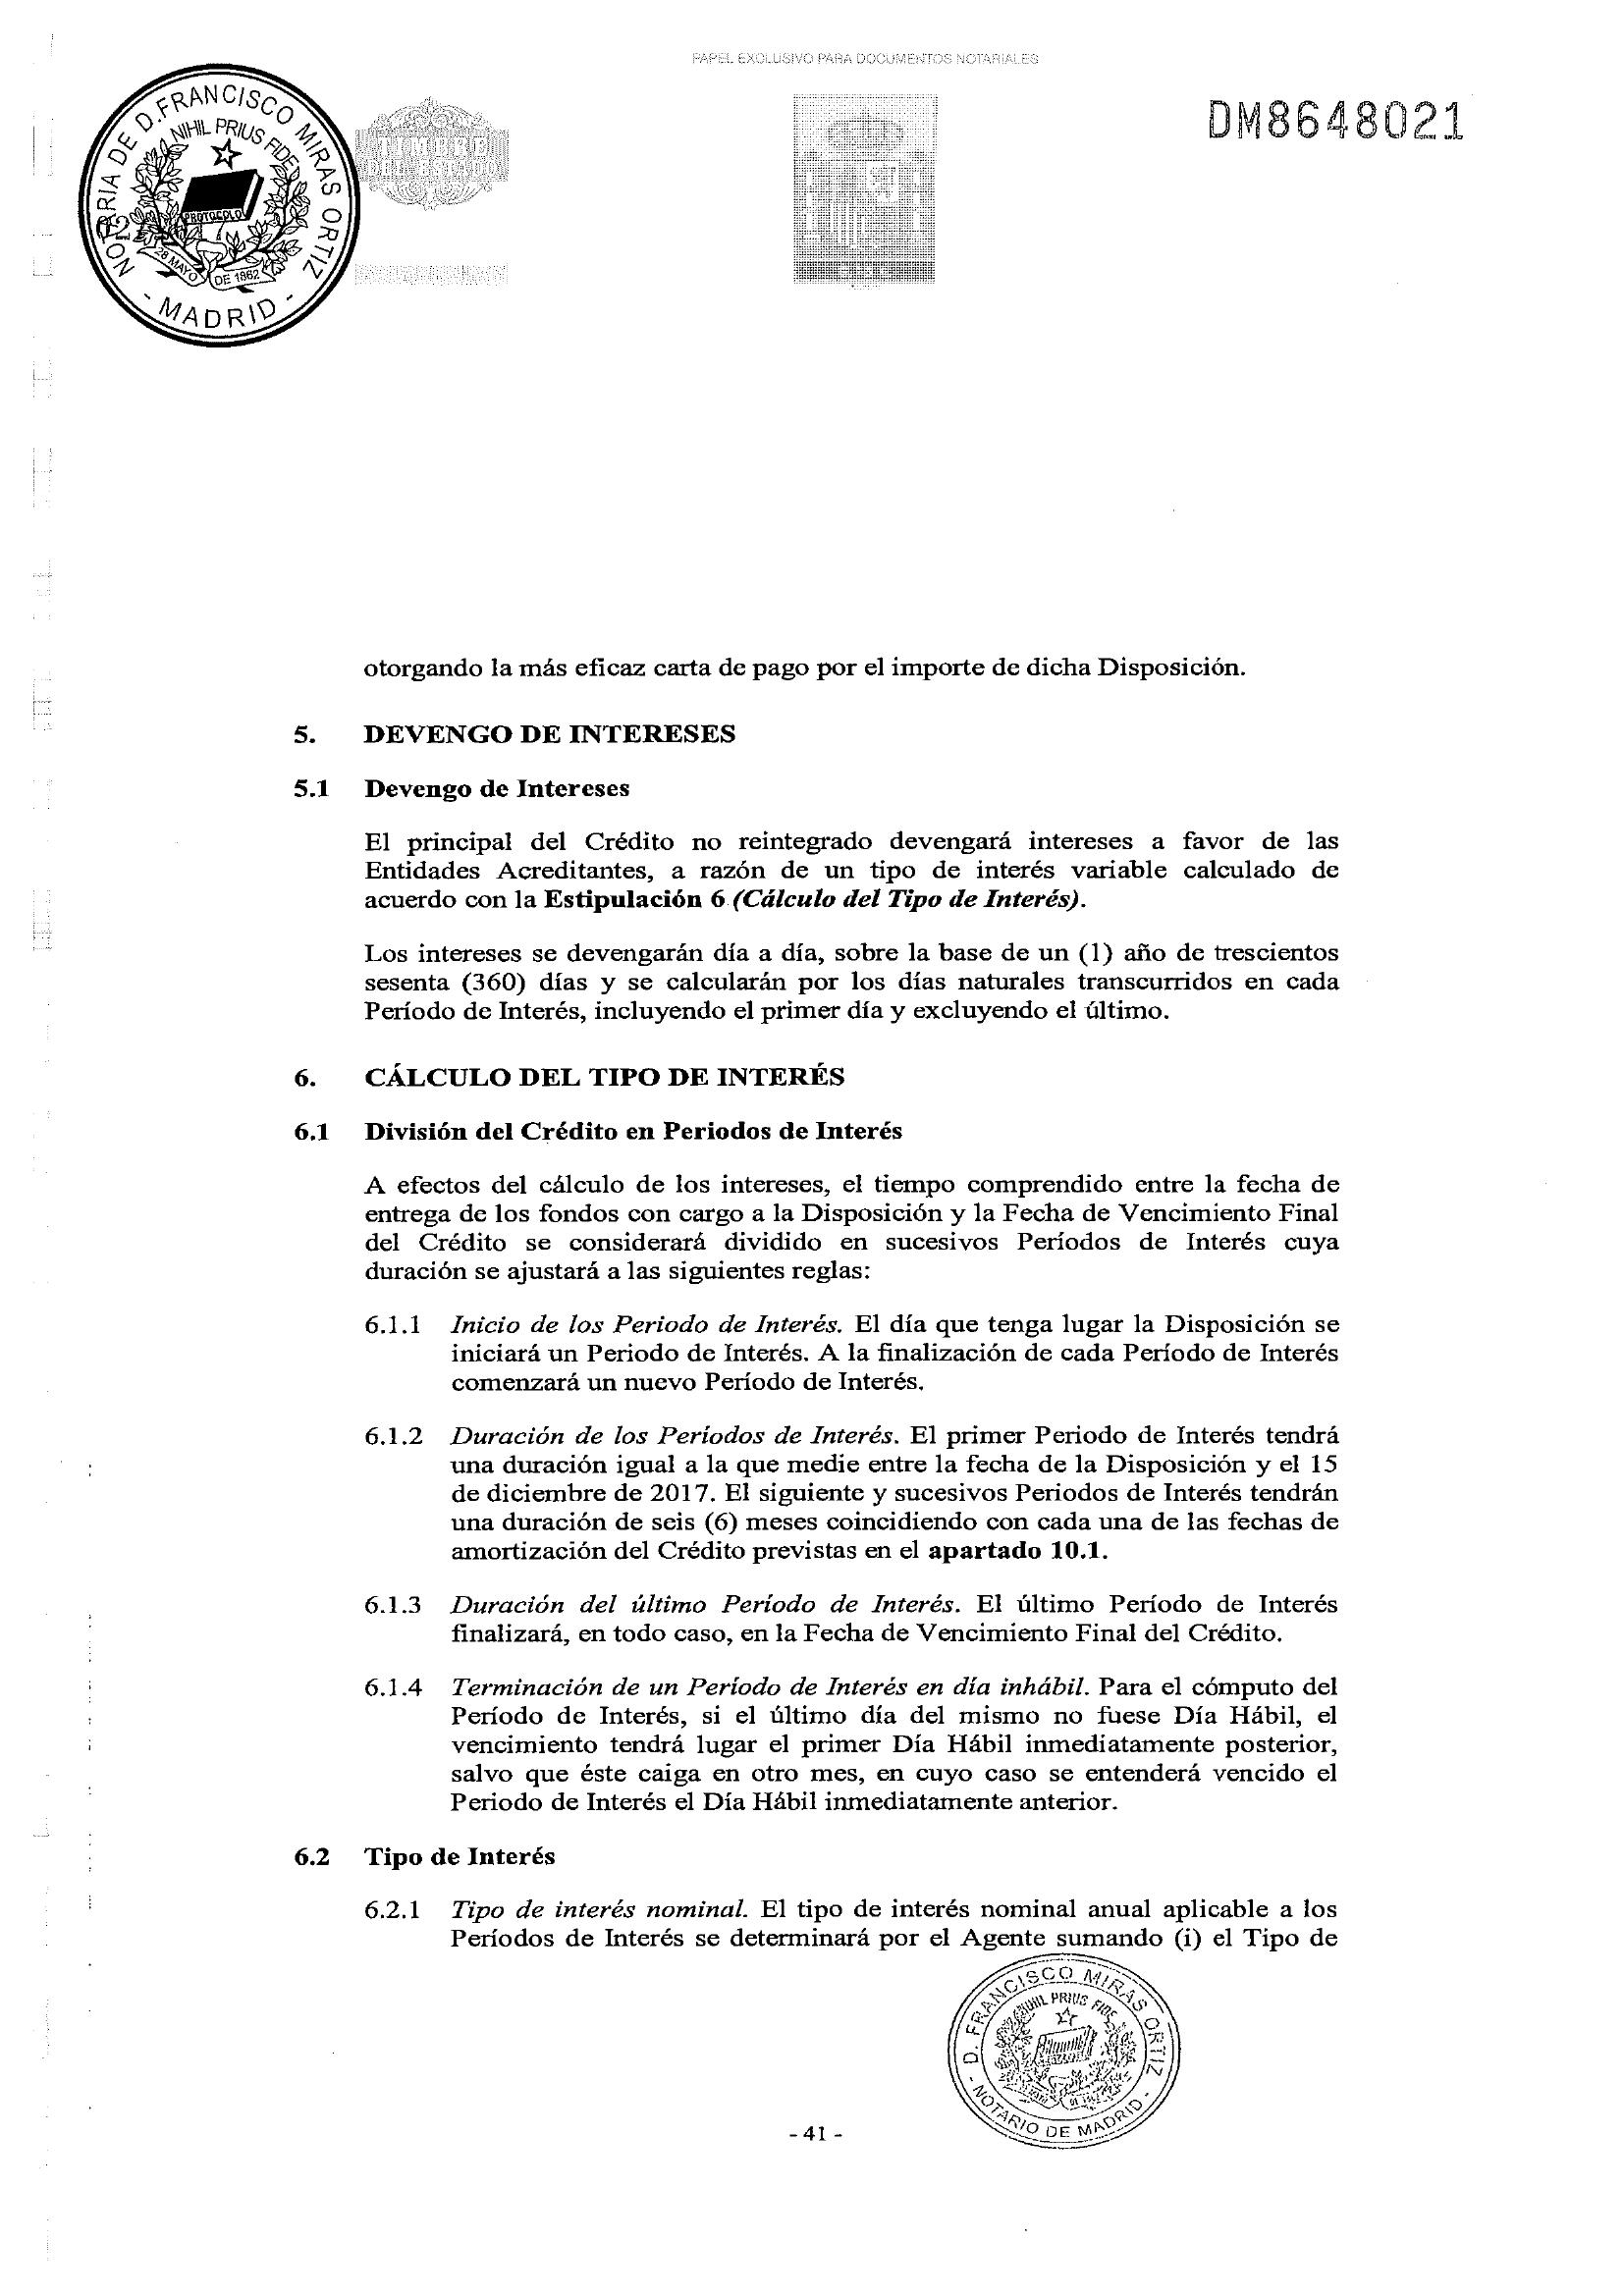 PAPEL EXCLUSIVO PARA DOCUMENTOS NOTARIALES
DM8648021
NOTARIA DE D. FRANCISCO MIRAS ORTIZ
- MADRID -
NIHIL PRIUS FIDE
PROTOCOLO
28 MAYO DE 1862
TIMBRE
DEL ESTADO
otorgando la más eficaz carta de pago por el importe de dicha Disposición.
5. DEVENGO DE INTERESES
5.1 Devengo de Intereses
El principal del Crédito no reintegrado devengará intereses a favor de las
Entidades Acreditantes, a razón de un tipo de interés variable calculado de
acuerdo con la Estipulación 6 (Cálculo del Tipo de Interés).
Los intereses se devengarán día a día, sobre la base de un (1) año de trescientos
sesenta (360) días y se calcularán por los días naturales transcurridos en cada
Período de Interés, incluyendo el primer día y excluyendo el último.
6. CÁLCULO DEL TIPO DE INTERÉS
6.1 División del Crédito en Periodos de Interés
A efectos del cálculo de los intereses, el tiempo comprendido entre la fecha de
entrega de los fondos con cargo a la Disposición y la Fecha de Vencimiento Final
del Crédito se considerará dividido en sucesivos Períodos de Interés cuya
duración se ajustará a las siguientes reglas:
6.1.1 Inicio de los Periodo de Interés. El día que tenga lugar la Disposición se
iniciará un Periodo de Interés. A la finalización de cada Período de Interés
comenzará un nuevo Período de Interés.
6.1.2 Duración de los Períodos de Interés. El primer Periodo de Interés tendrá
una duración igual a la que medie entre la fecha de la Disposición y el 15
de diciembre de 2017. El siguiente y sucesivos Periodos de Interés tendrán
una duración de seis (6) meses coincidiendo con cada una de las fechas de
amortización del Crédito previstas en el apartado 10.1.
6.1.3 Duración del último Período de Interés. El último Período de Interés
finalizará, en todo caso, en la Fecha de Vencimiento Final del Crédito.
6.1.4 Terminación de un Período de Interés en día inhábil. Para el cómputo del
Período de Interés, si el último día del mismo no fuese Día Hábil, el
vencimiento tendrá lugar el primer Día Hábil inmediatamente posterior,
salvo que éste caiga en otro mes, en cuyo caso se entenderá vencido el
Periodo de Interés el Día Hábil inmediatamente anterior.
6.2 Tipo de Interés
6.2.1 Tipo de interés nominal. El tipo de interés nominal anual aplicable a los
Períodos de Interés se determinará por el Agente sumando (i) el Tipo de
D. FRANCISCO MIRAS ORTIZ
- NOTARIO DE MADRID -
NIHIL PRIUS FIDE
- 41 -